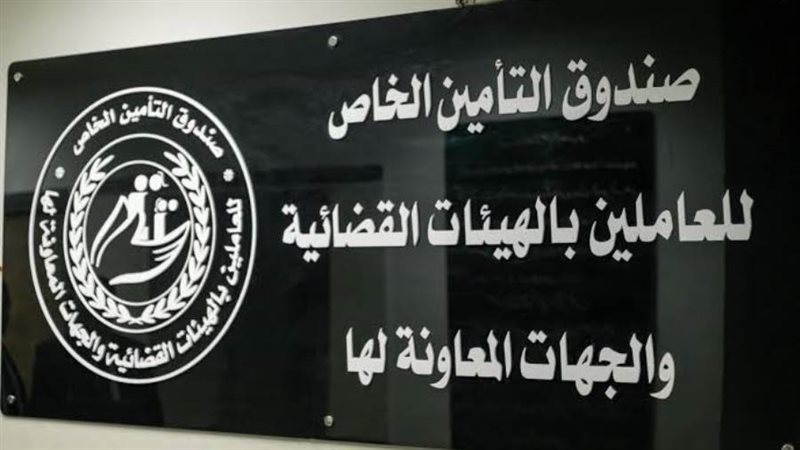 صندوق التأمين الخاص
للعاملين بالهيئات القضائية
والجهات المعاونة لها
صندوق التأمين الخاص
للعاملين بالهيئات القضائية والجهات المعاونة لها